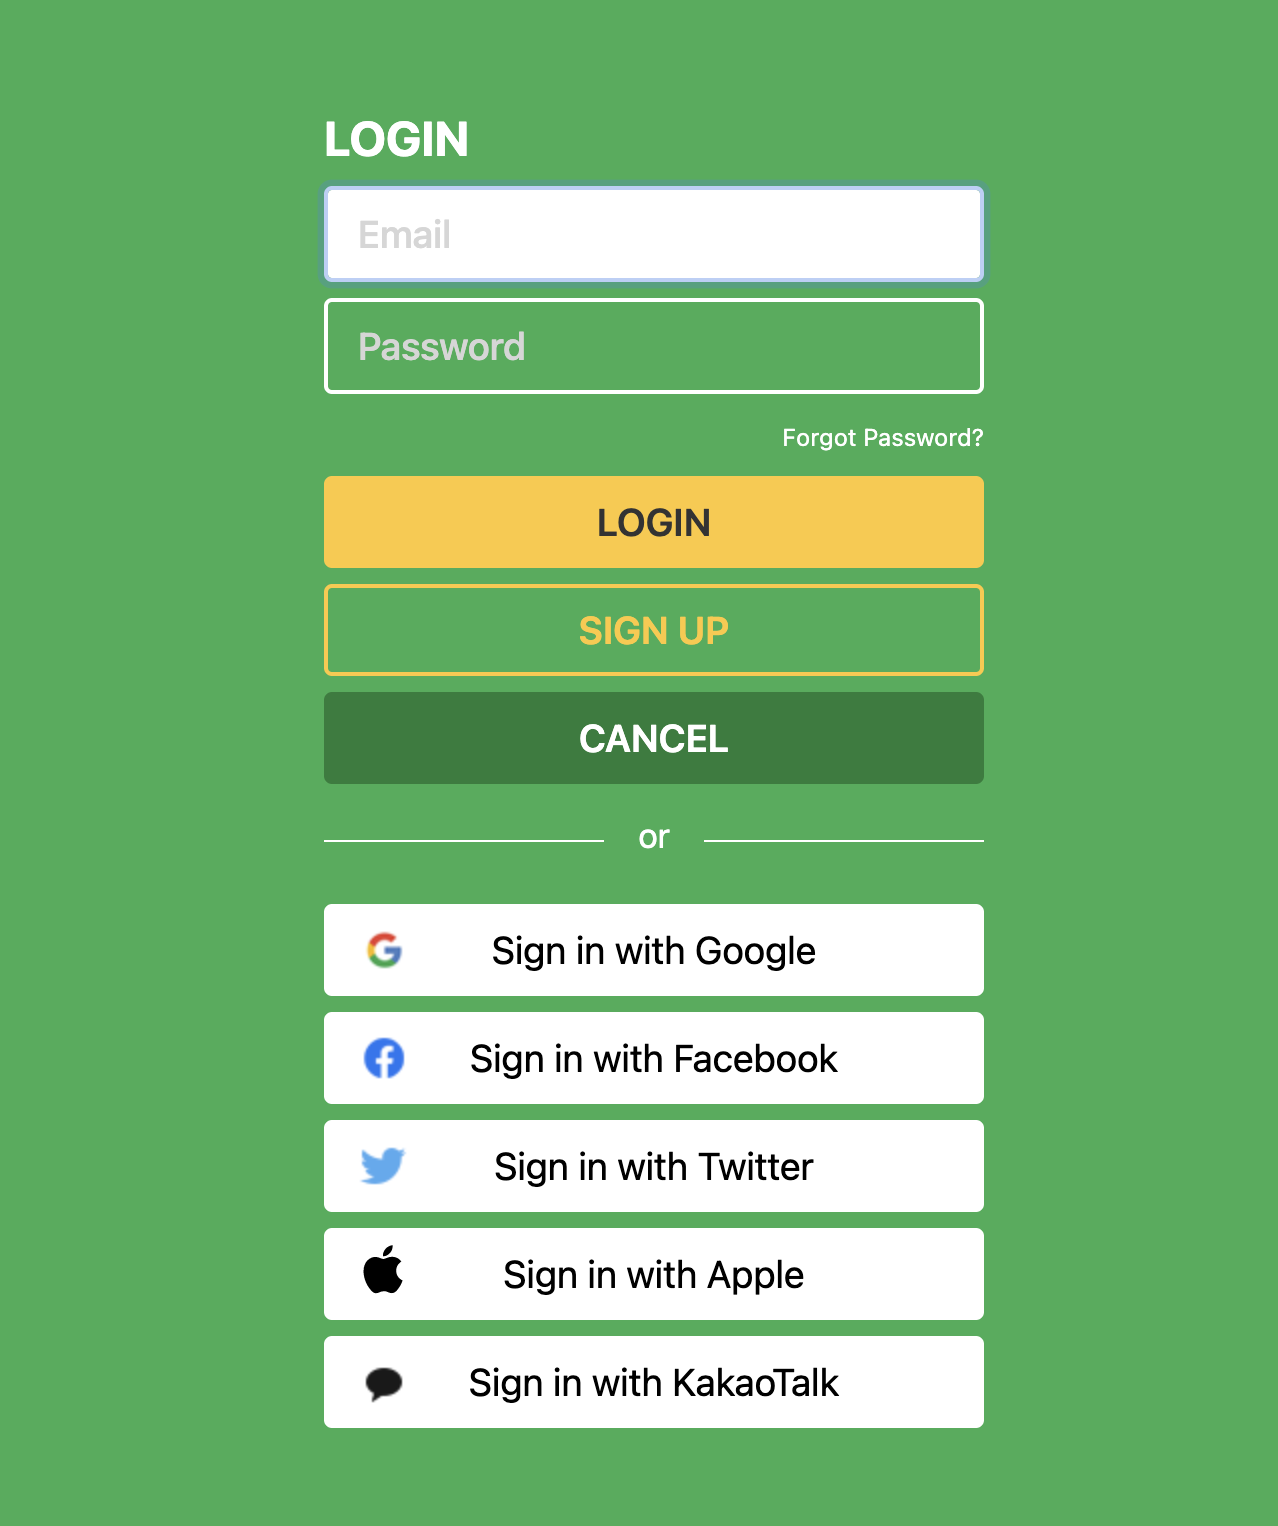 LOGIN
Email
Password
Forgot Password?
LOGIN
SIGN UP
CANCEL
or
Sign in with Google
Sign in with Facebook
Sign in with Twitter
Sign in with Apple
Sign in with KakaoTalk